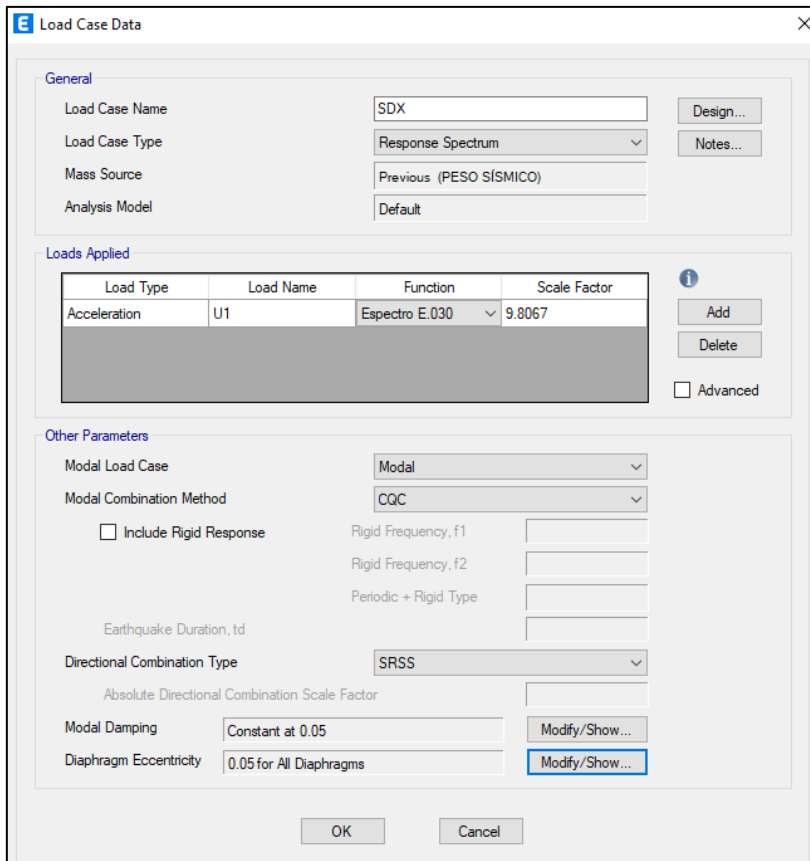 E Load Case Data
General
Load Case Name SDX Design...
Load Case Type Response Spectrum Notes...
Mass Source Previous (PESO SÍSMICO)
Analysis Model Default
Loads Applied
Load Type Load Name Function Scale Factor
Acceleration U1 Espectro E.030 9.8067
i
Add
Delete
Advanced
Other Parameters
Modal Load Case Modal
Modal Combination Method CQC
Include Rigid Response Rigid Frequency, f1
Rigid Frequency, f2
Periodic + Rigid Type
Earthquake Duration, td
Directional Combination Type SRSS
Absolute Directional Combination Scale Factor
Modal Damping Constant at 0.05 Modify/Show...
Diaphragm Eccentricity 0.05 for All Diaphragms Modify/Show...
OK Cancel